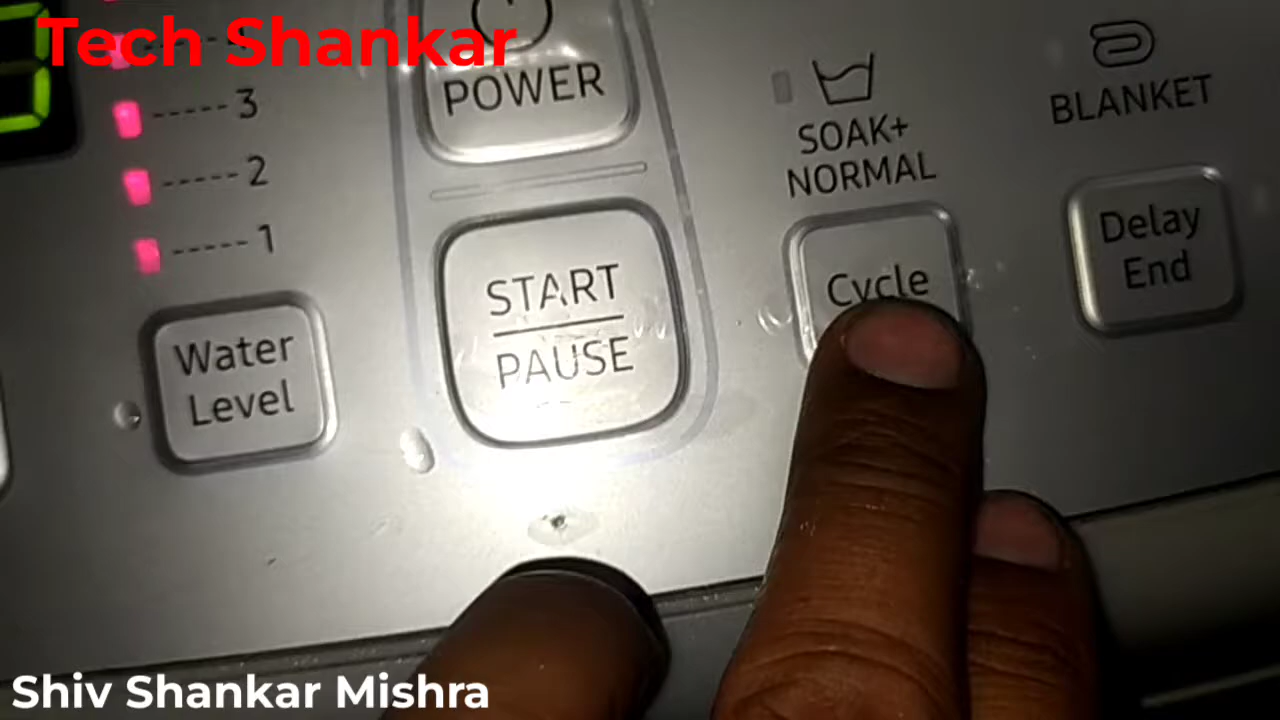 Tech Shankar
3
2
1
Water
Level
POWER
START
PAUSE
SOAK+
NORMAL
Cycle
BLANKET
Delay
End
Shiv Shankar Mishra